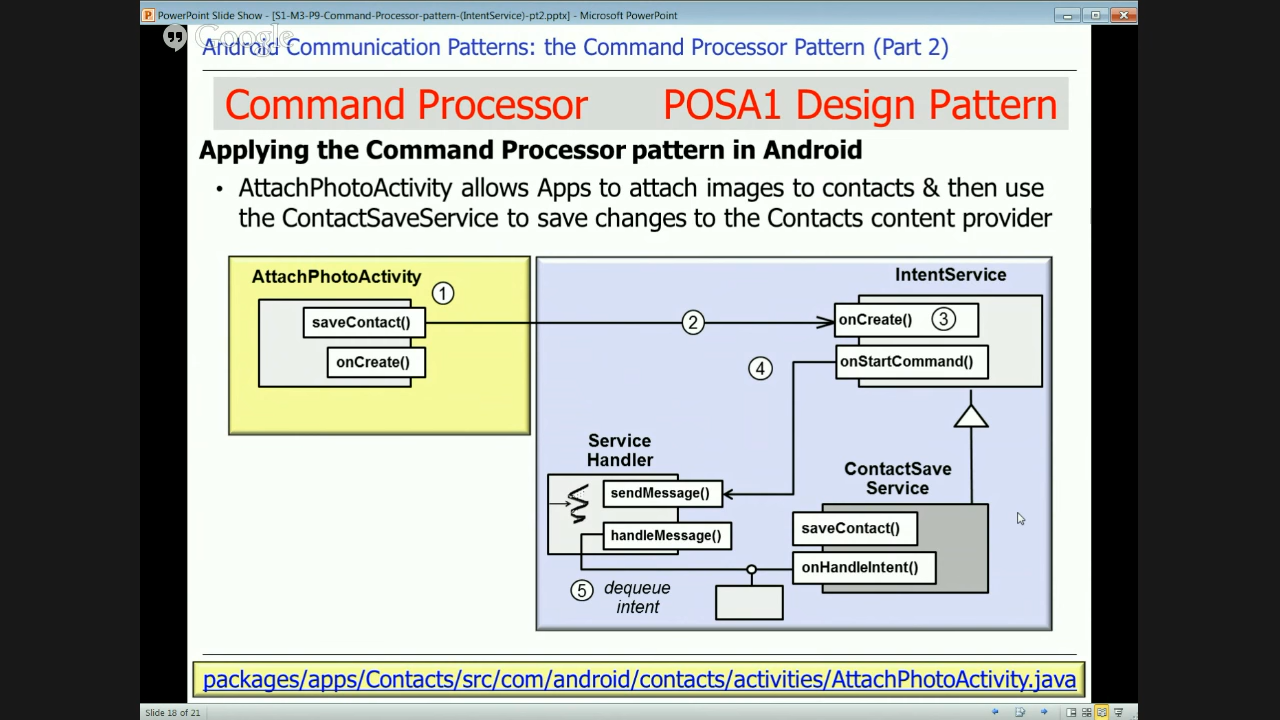 PowerPoint Slide Show - [S1-M3-P9-Command-Processor-pattern-(IntentService)-pt2.pptx] - Microsoft PowerPoint
Google
Android Communication Patterns: the Command Processor Pattern (Part 2)
Command Processor POSA1 Design Pattern
Applying the Command Processor pattern in Android
• AttachPhotoActivity allows Apps to attach images to contacts & then use
the ContactSaveService to save changes to the Contacts content provider
AttachPhotoActivity
1
saveContact()
onCreate()
2
IntentService
onCreate()
3
onStartCommand()
4
Service
Handler
sendMessage()
handleMessage()
ContactSave
Service
saveContact()
onHandleIntent()
5
dequeue
intent
packages/apps/Contacts/src/com/android/contacts/activities/AttachPhotoActivity.java
Slide 18 of 21